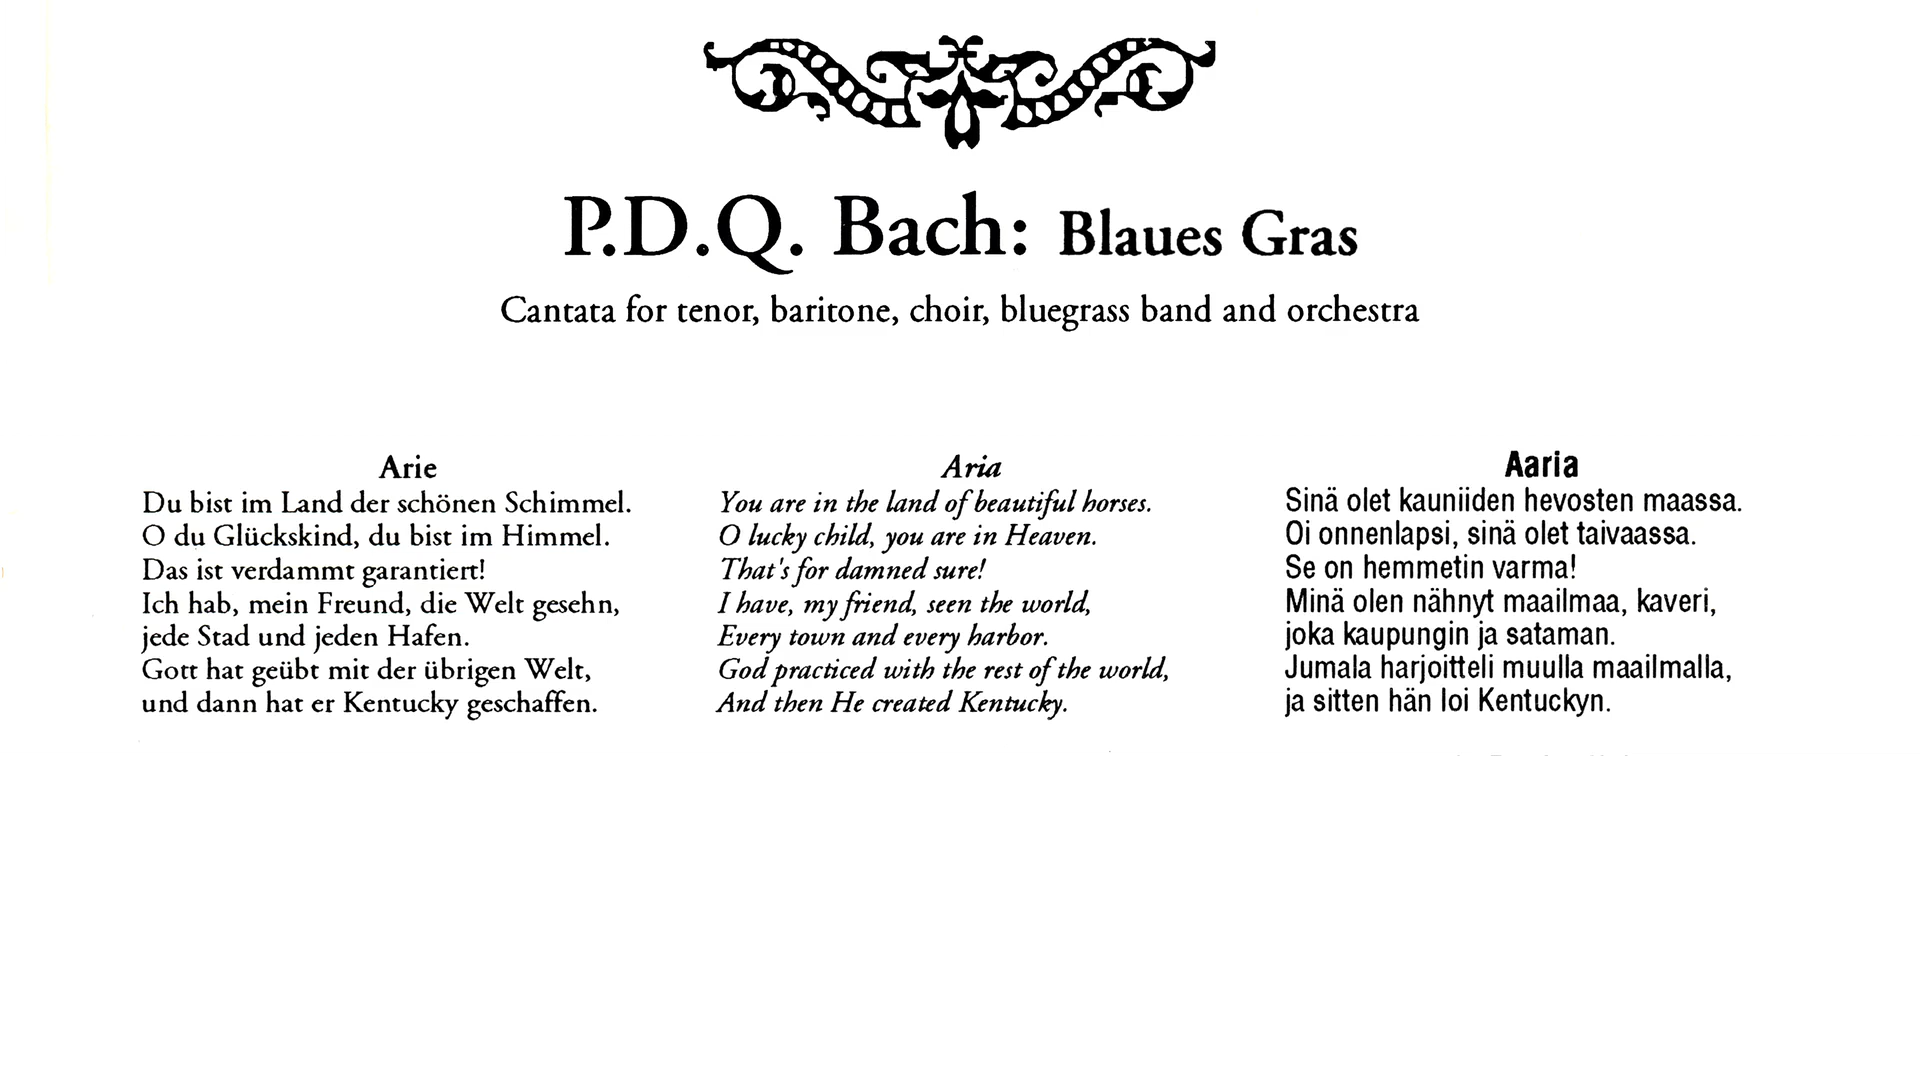 P.D.Q. Bach: Blaues Gras
Cantata for tenor, baritone, choir, bluegrass band and orchestra
Arie
Du bist im Land der schönen Schimmel.
O du Glückskind, du bist im Himmel.
Das ist verdammt garantiert!
Ich hab, mein Freund, die Welt gesehn,
jede Stad und jeden Hafen.
Gott hat geübt mit der übrigen Welt,
und dann hat er Kentucky geschaffen.
Aria
You are in the land of beautiful horses.
O lucky child, you are in Heaven.
That's for damned sure!
I have, my friend, seen the world,
Every town and every harbor.
God practiced with the rest of the world,
And then He created Kentucky.
Aaria
Sinä olet kauniiden hevosten maassa.
Oi onnenlapsi, sinä olet taivaassa.
Se on hemmetin varma!
Minä olen nähnyt maailmaa, kaveri,
joka kaupungin ja sataman.
Jumala harjoitteli muulla maailmalla,
ja sitten hän loi Kentuckyn.